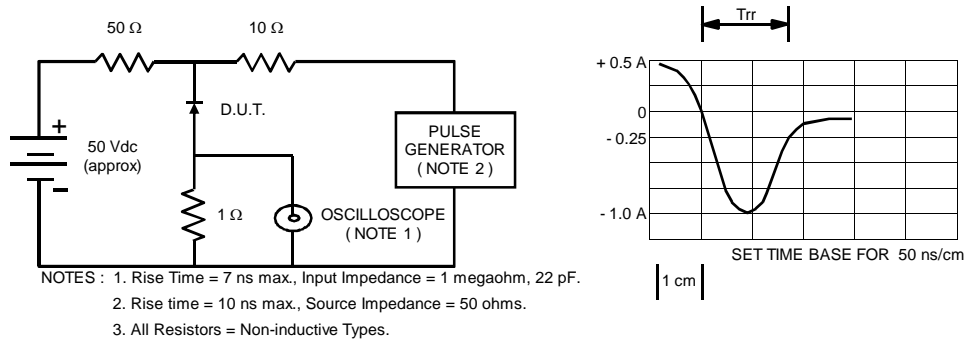 50 Ω
10 Ω
D.U.T.
+
50 Vdc
(approx)
-
PULSE
GENERATOR
( NOTE 2 )
1 Ω
OSCILLOSCOPE
( NOTE 1 )
Trr
+ 0.5 A
0
- 0.25
- 1.0 A
SET TIME BASE FOR 50 ns/cm
1 cm
NOTES : 1. Rise Time = 7 ns max., Input Impedance = 1 megaohm, 22 pF.
2. Rise time = 10 ns max., Source Impedance = 50 ohms.
3. All Resistors = Non-inductive Types.